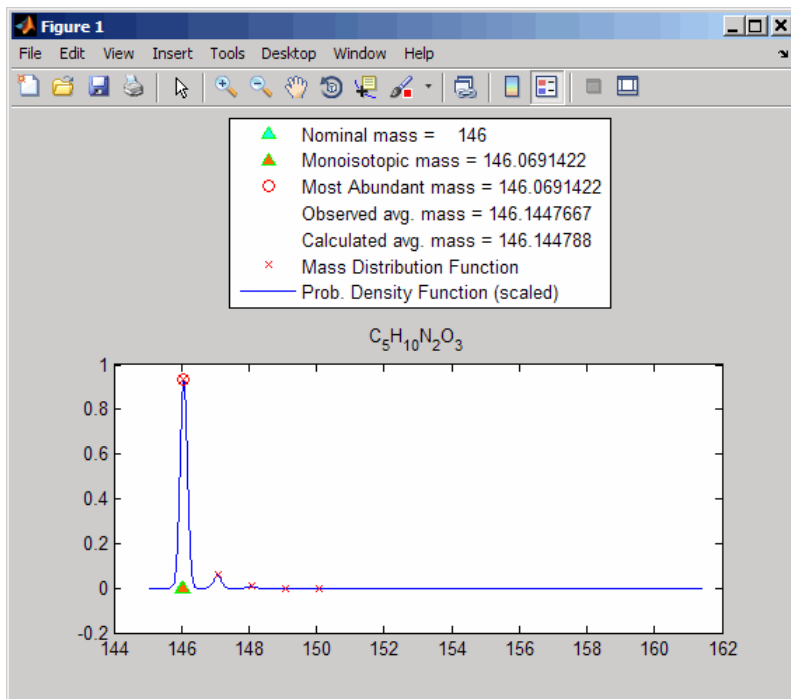 Figure 1
File Edit View Insert Tools Desktop Window Help
Nominal mass = 146
Monoisotopic mass = 146.0691422
Most Abundant mass = 146.0691422
Observed avg. mass = 146.1447667
Calculated avg. mass = 146.144788
Mass Distribution Function
Prob. Density Function (scaled)
C₅H₁₀N₂O₃
1
0.8
0.6
0.4
0.2
0
-0.2
144 146 148 150 152 154 156 158 160 162